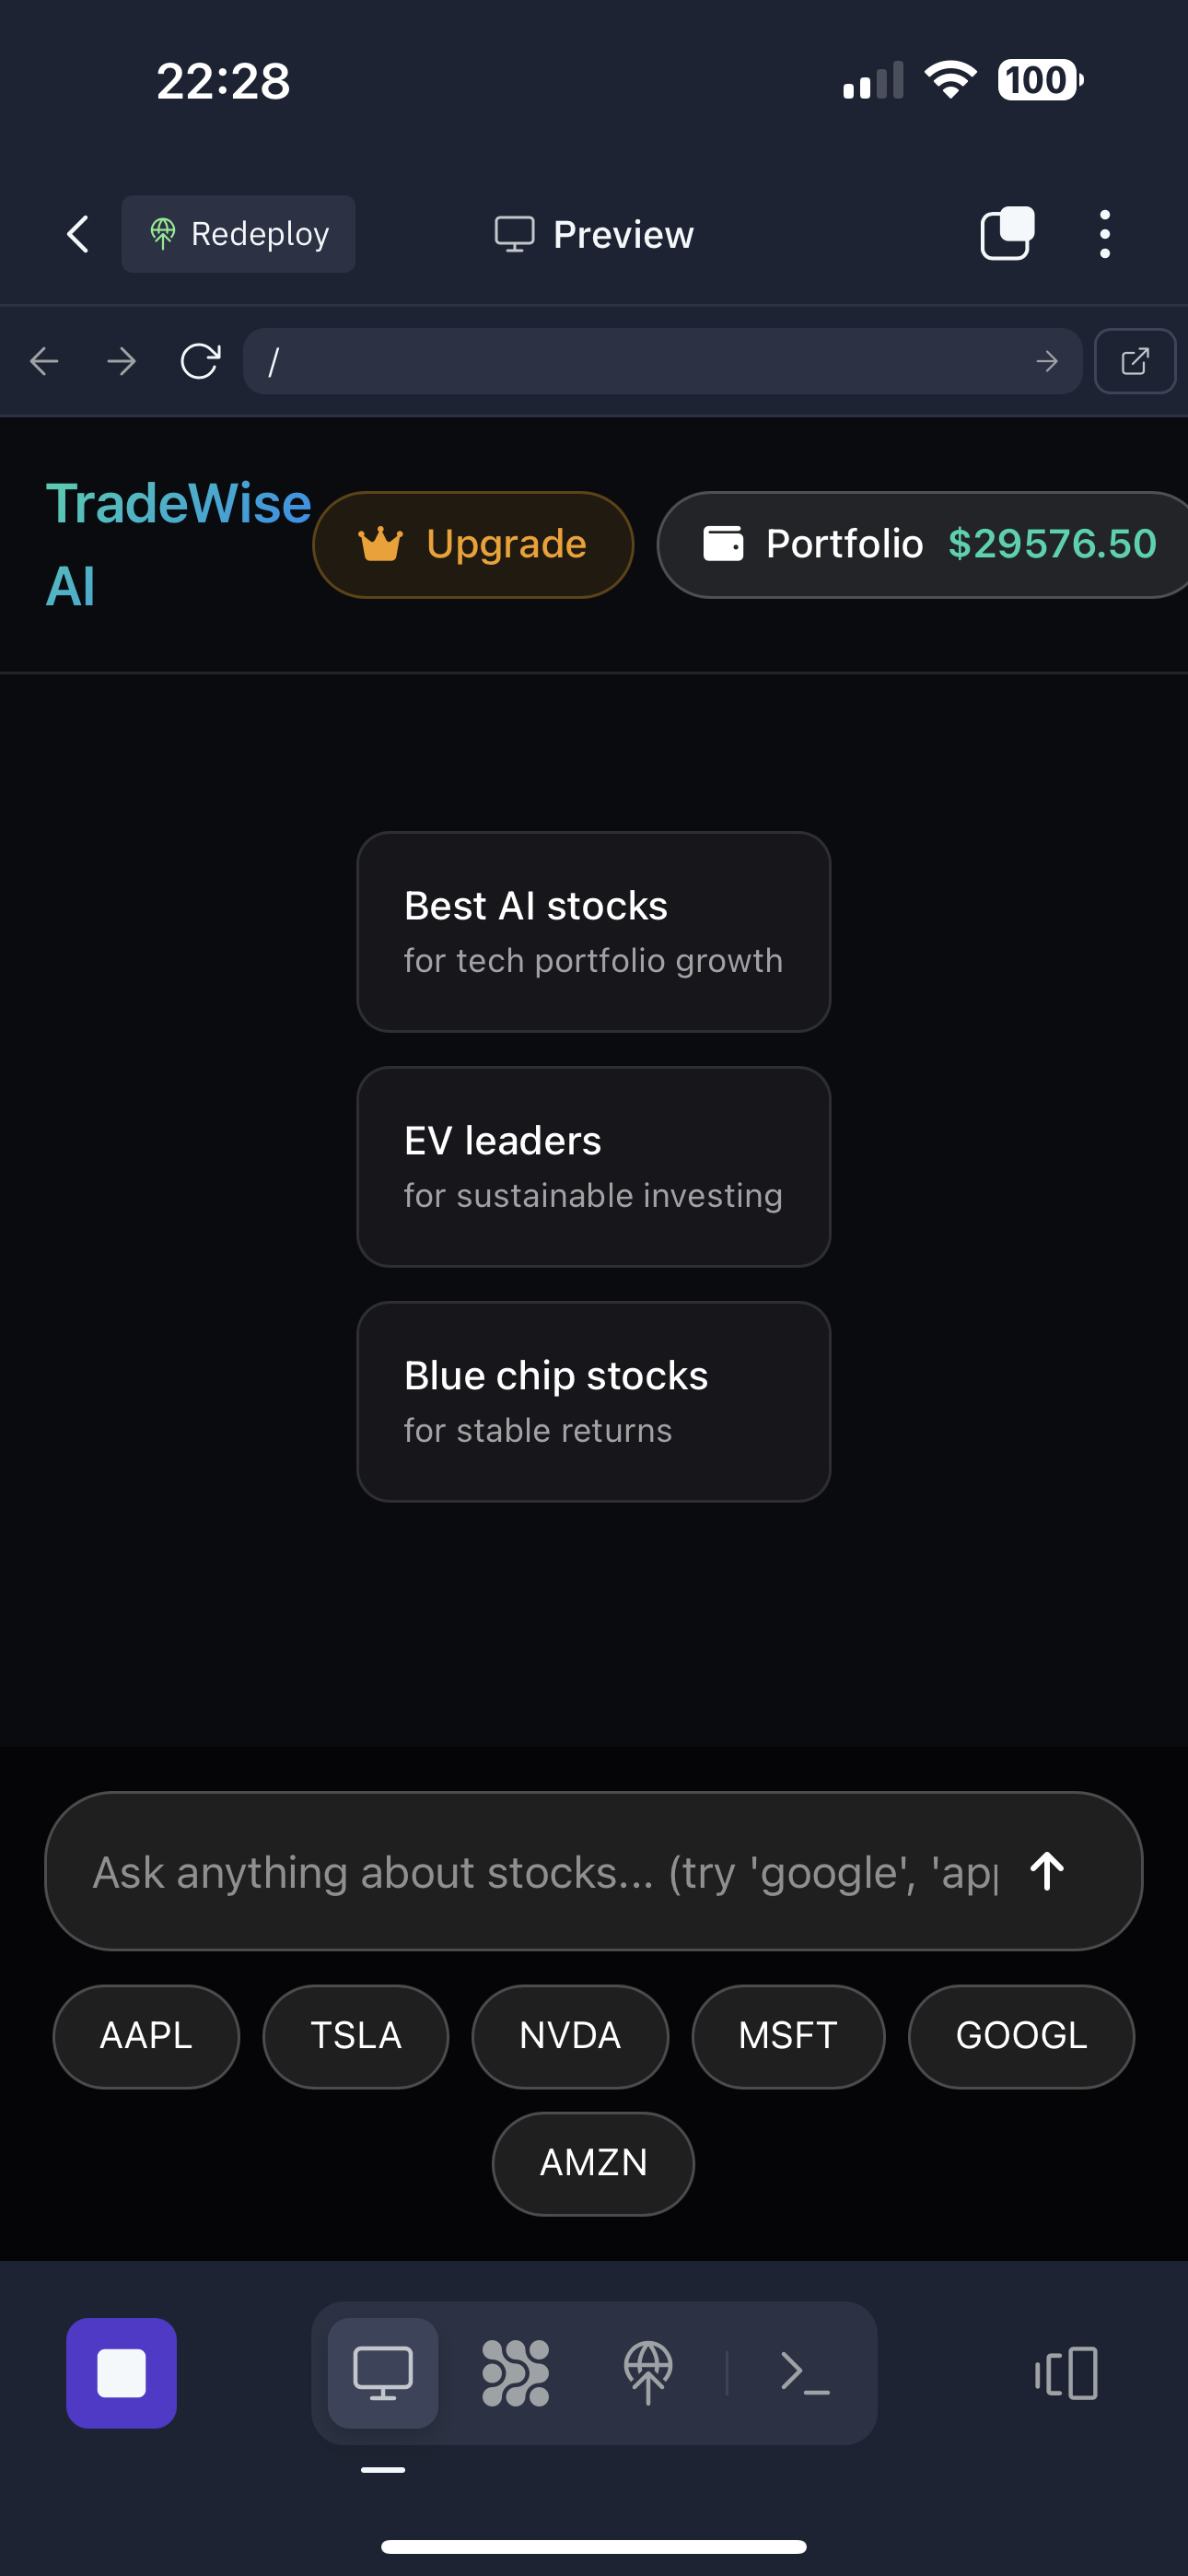 22:28
100
Redeploy
Preview
/
TradeWise
AI
Upgrade
Portfolio $29576.50
Best AI stocks
for tech portfolio growth
EV leaders
for sustainable investing
Blue chip stocks
for stable returns
Ask anything about stocks... (try 'google', 'app
AAPL TSLA NVDA MSFT GOOGL
AMZN